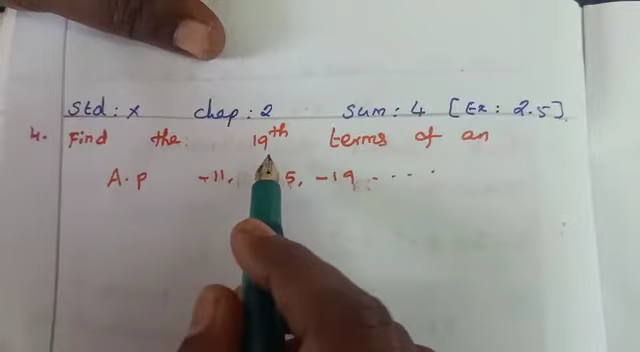 Std: X chap: 2 Sum: 4 [Ex: 2.5].
4. Find the: 19th terms of an
A.p -11, 5, -19 ....